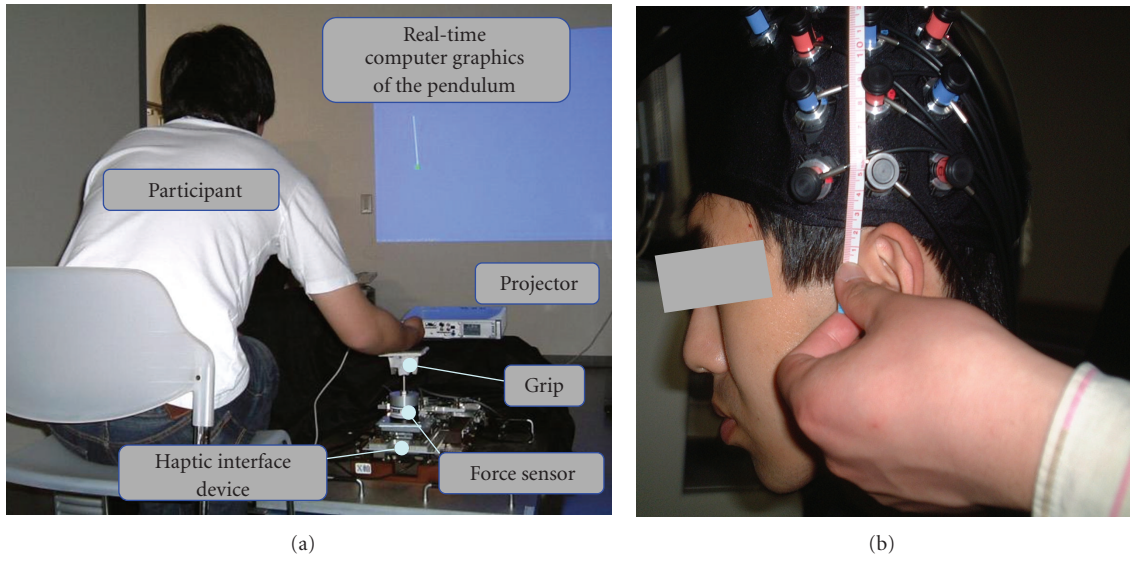 Real-time
computer graphics
of the pendulum
Participant
Projector
Grip
Haptic interface
device
Force sensor
(a)
(b)